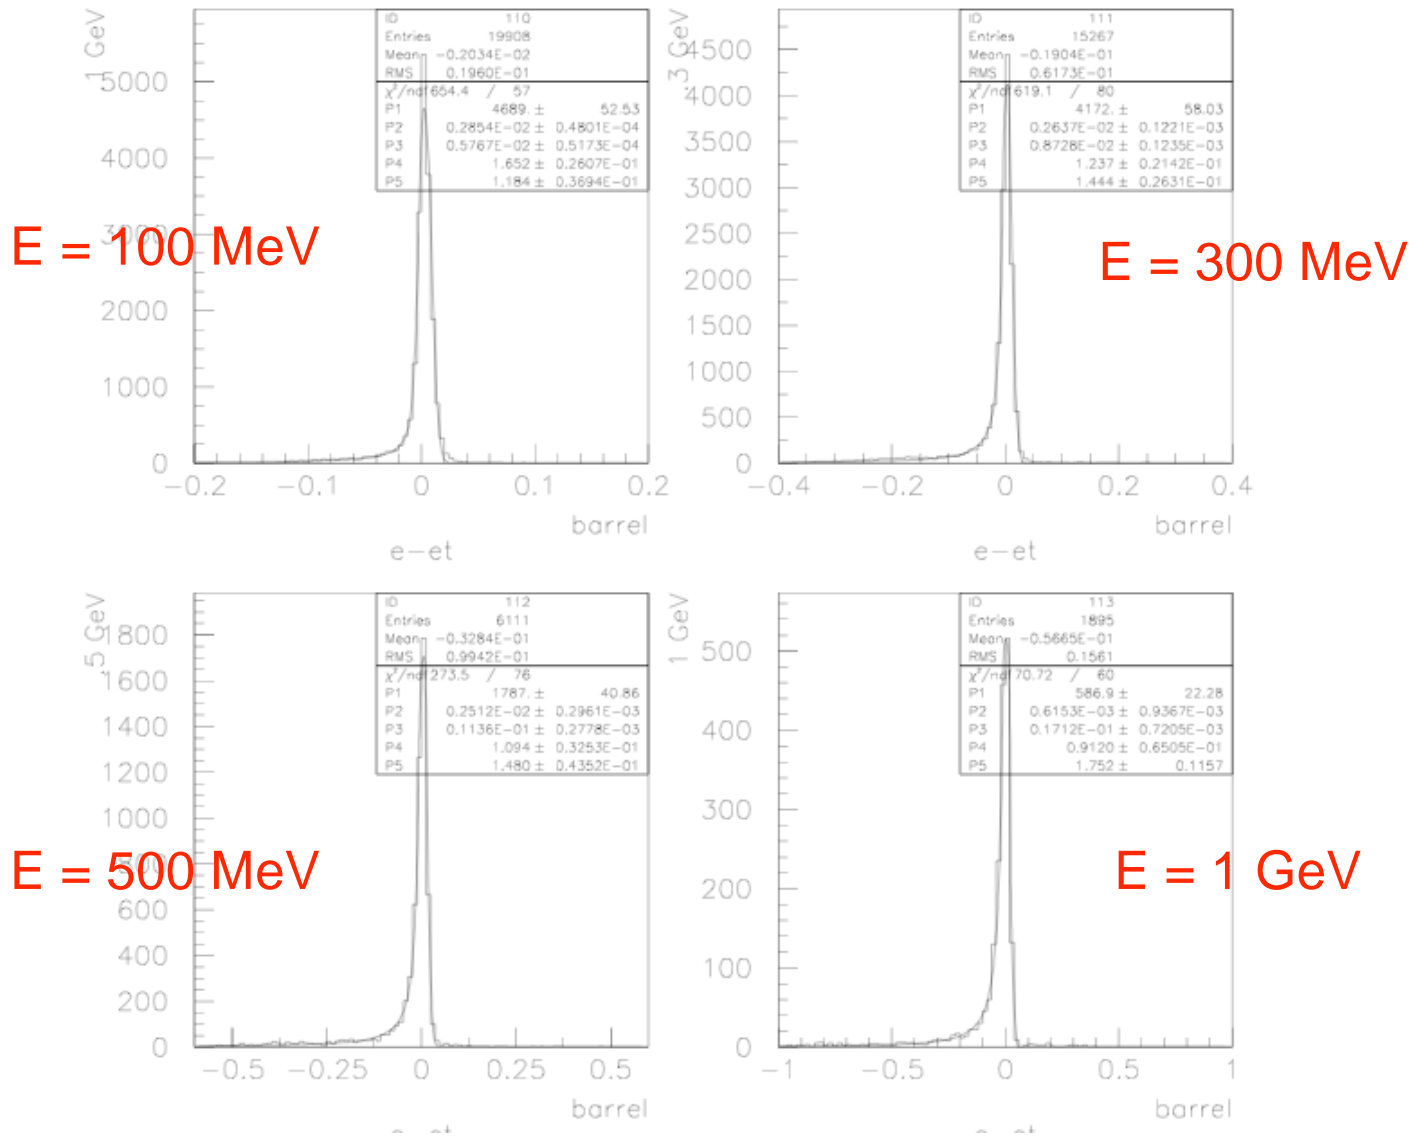 .1 GeV
ID 110
Entries 19908
Mean -0.2034E-02
RMS 0.1960E-01
χ²/ndf 654.4 / 57
P1 4689. ± 52.53
P2 0.2854E-02 ± 0.4801E-04
P3 0.5767E-02 ± 0.5173E-04
P4 1.652 ± 0.2607E-01
P5 1.184 ± 0.3694E-01
5000
4000
3000
2000
1000
0
E = 100 MeV
-0.2 -0.1 0 0.1 0.2
barrel
e-et
.3 GeV
ID 111
Entries 15267
Mean -0.1904E-01
RMS 0.6173E-01
χ²/ndf 619.1 / 80
P1 4172. ± 58.03
P2 0.2637E-02 ± 0.1221E-03
P3 0.8728E-02 ± 0.1235E-03
P4 1.237 ± 0.2142E-01
P5 1.444 ± 0.2631E-01
4500
4000
3500
3000
2500
2000
1500
1000
500
0
E = 300 MeV
-0.4 -0.2 0 0.2 0.4
barrel
e-et
.5 GeV
ID 112
Entries 6111
Mean -0.3284E-01
RMS 0.9942E-01
χ²/ndf 273.5 / 76
P1 1787. ± 40.86
P2 0.2512E-02 ± 0.2961E-03
P3 0.1136E-01 ± 0.2778E-03
P4 1.094 ± 0.3253E-01
P5 1.480 ± 0.4352E-01
1800
1600
1400
1200
1000
800
600
400
200
0
E = 500 MeV
-0.5 -0.25 0 0.25 0.5
barrel
e-et
1 GeV
ID 113
Entries 1895
Mean -0.5665E-01
RMS 0.1561
χ²/ndf 70.72 / 60
P1 586.9 ± 22.28
P2 0.6153E-03 ± 0.9367E-03
P3 0.1712E-01 ± 0.7205E-03
P4 0.9120 ± 0.6505E-01
P5 1.752 ± 0.1157
500
400
300
200
100
0
E = 1 GeV
-1 -0.5 0 0.5 1
barrel
e-et